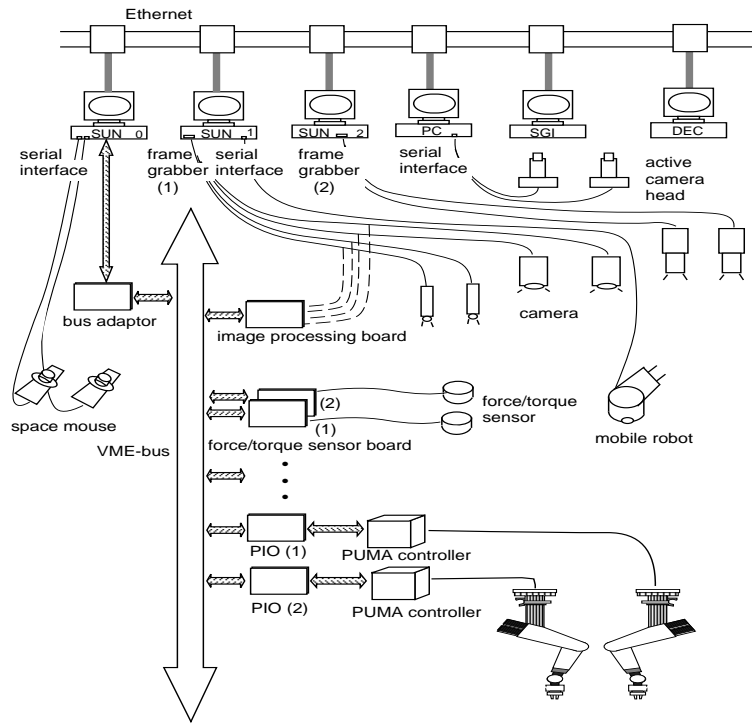 Ethernet
SUN 0
SUN 1
SUN 2
PC
SGI
DEC
serial
interface
frame
grabber
(1)
serial
interface
frame
grabber
(2)
serial
interface
active
camera
head
bus adaptor
image processing board
camera
space mouse
(2)
(1)
force/torque
sensor
mobile robot
VME-bus
force/torque sensor board
PIO (1)
PUMA controller
PIO (2)
PUMA controller